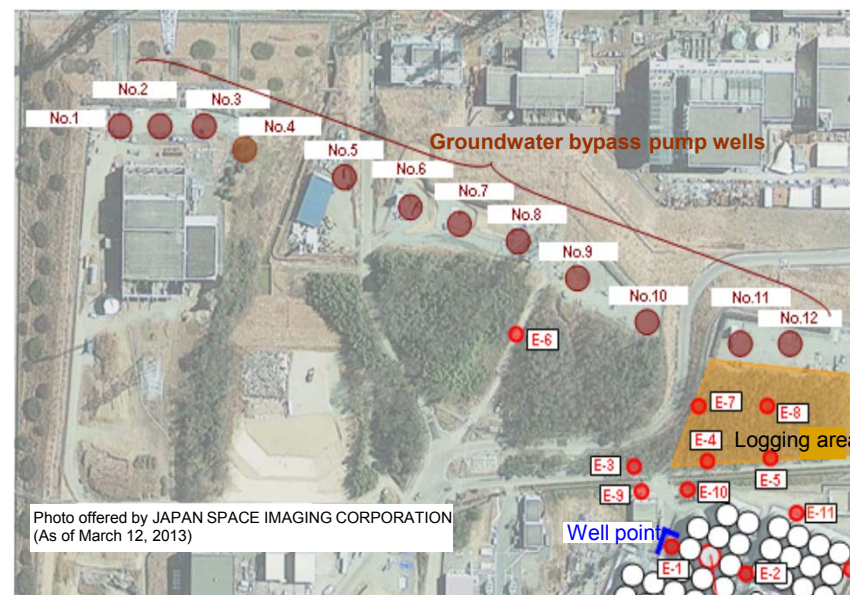 No.2
No.1
No.3
No.4
Groundwater bypass pump wells
No.5
No.6
No.7
No.8
No.9
No.10
No.11
No.12
E-6
E-7
E-8
E-4
Logging area
E-3
E-5
E-9
E-10
E-11
Photo offered by JAPAN SPACE IMAGING CORPORATION
(As of March 12, 2013)
Well point
E-1
E-2